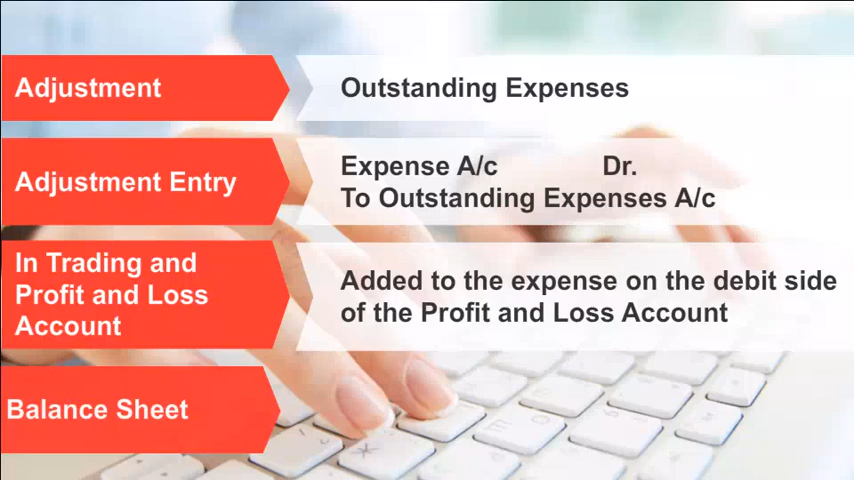 Adjustment
Outstanding Expenses
Adjustment Entry
Expense A/c Dr.
To Outstanding Expenses A/c
In Trading and
Profit and Loss
Account
Added to the expense on the debit side
of the Profit and Loss Account
Balance Sheet